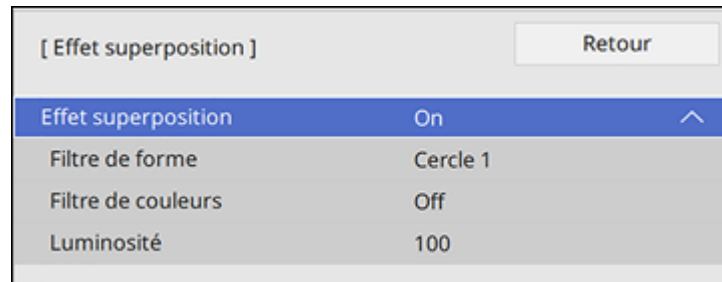 [ Effet superposition ] Retour
Effet superposition On
Filtre de forme Cercle 1
Filtre de couleurs Off
Luminosité 100